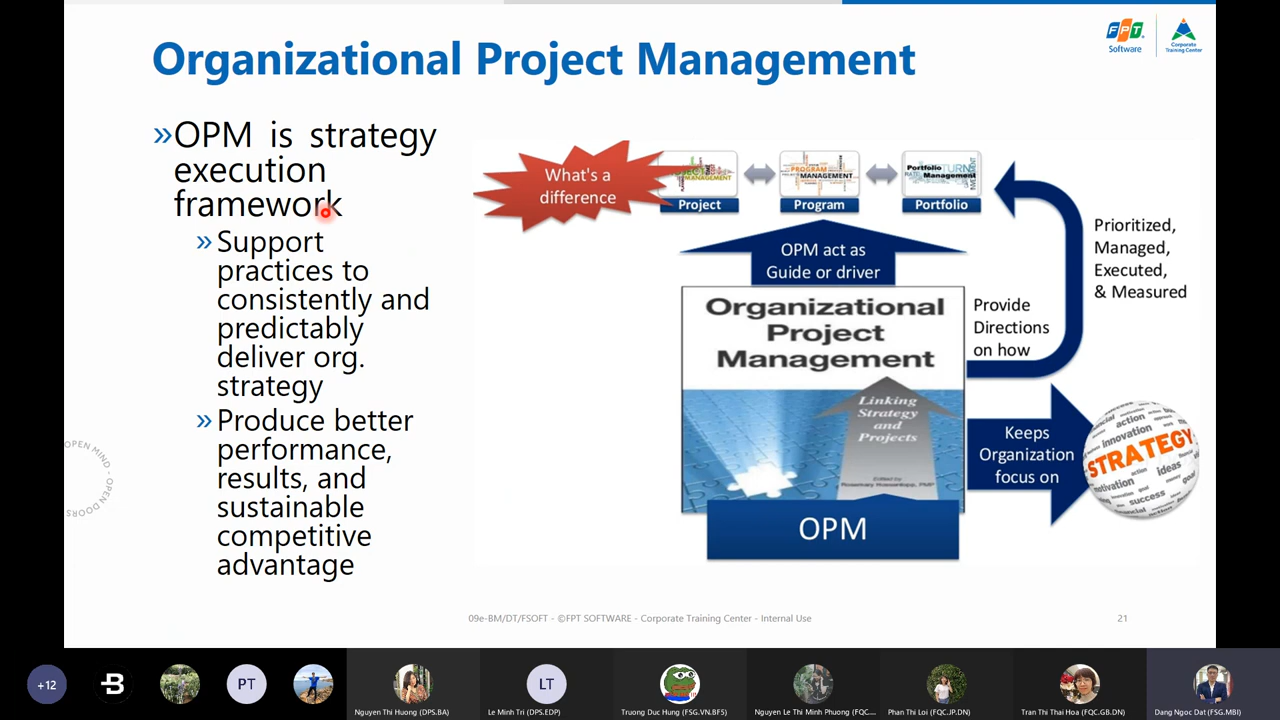 Organizational Project Management
FPT
Software
Corporate
Training Center
»OPM is strategy
execution
framework
» Support
practices to
consistently and
predictably
deliver org.
strategy
» Produce better
performance,
results, and
sustainable
competitive
advantage
OPEN MIND - OPEN DOORS
What's a
difference
MANAGEMENT
PROGRAM
MANAGEMENT
Portfolio
Management
Project
Program
Portfolio
OPM act as
Guide or driver
Prioritized,
Managed,
Executed,
& Measured
Organizational
Project
Management
Provide
Directions
on how
Linking
Strategy
and
Projects
Edited by
OPM
Keeps
Organization
focus on
action
innovation
STRATEGY
motivation
ideas
success
09e-BM/DT/FSOFT - ©FPT SOFTWARE - Corporate Training Center - Internal Use
21
+12
B
PT
LT
Nguyen Thi Huong (DPS.BA)
Le Minh Tri (DPS.EDP)
Truong Duc Hung (FSG.VN.BF5)
Nguyen Le Thi Minh Phuong (FQC....
Phan Thi Loi (FQC.JP.DN)
Tran Thi Thai Hoa (FQC.GB.DN)
Dang Ngoc Dat (FSG.MBI)